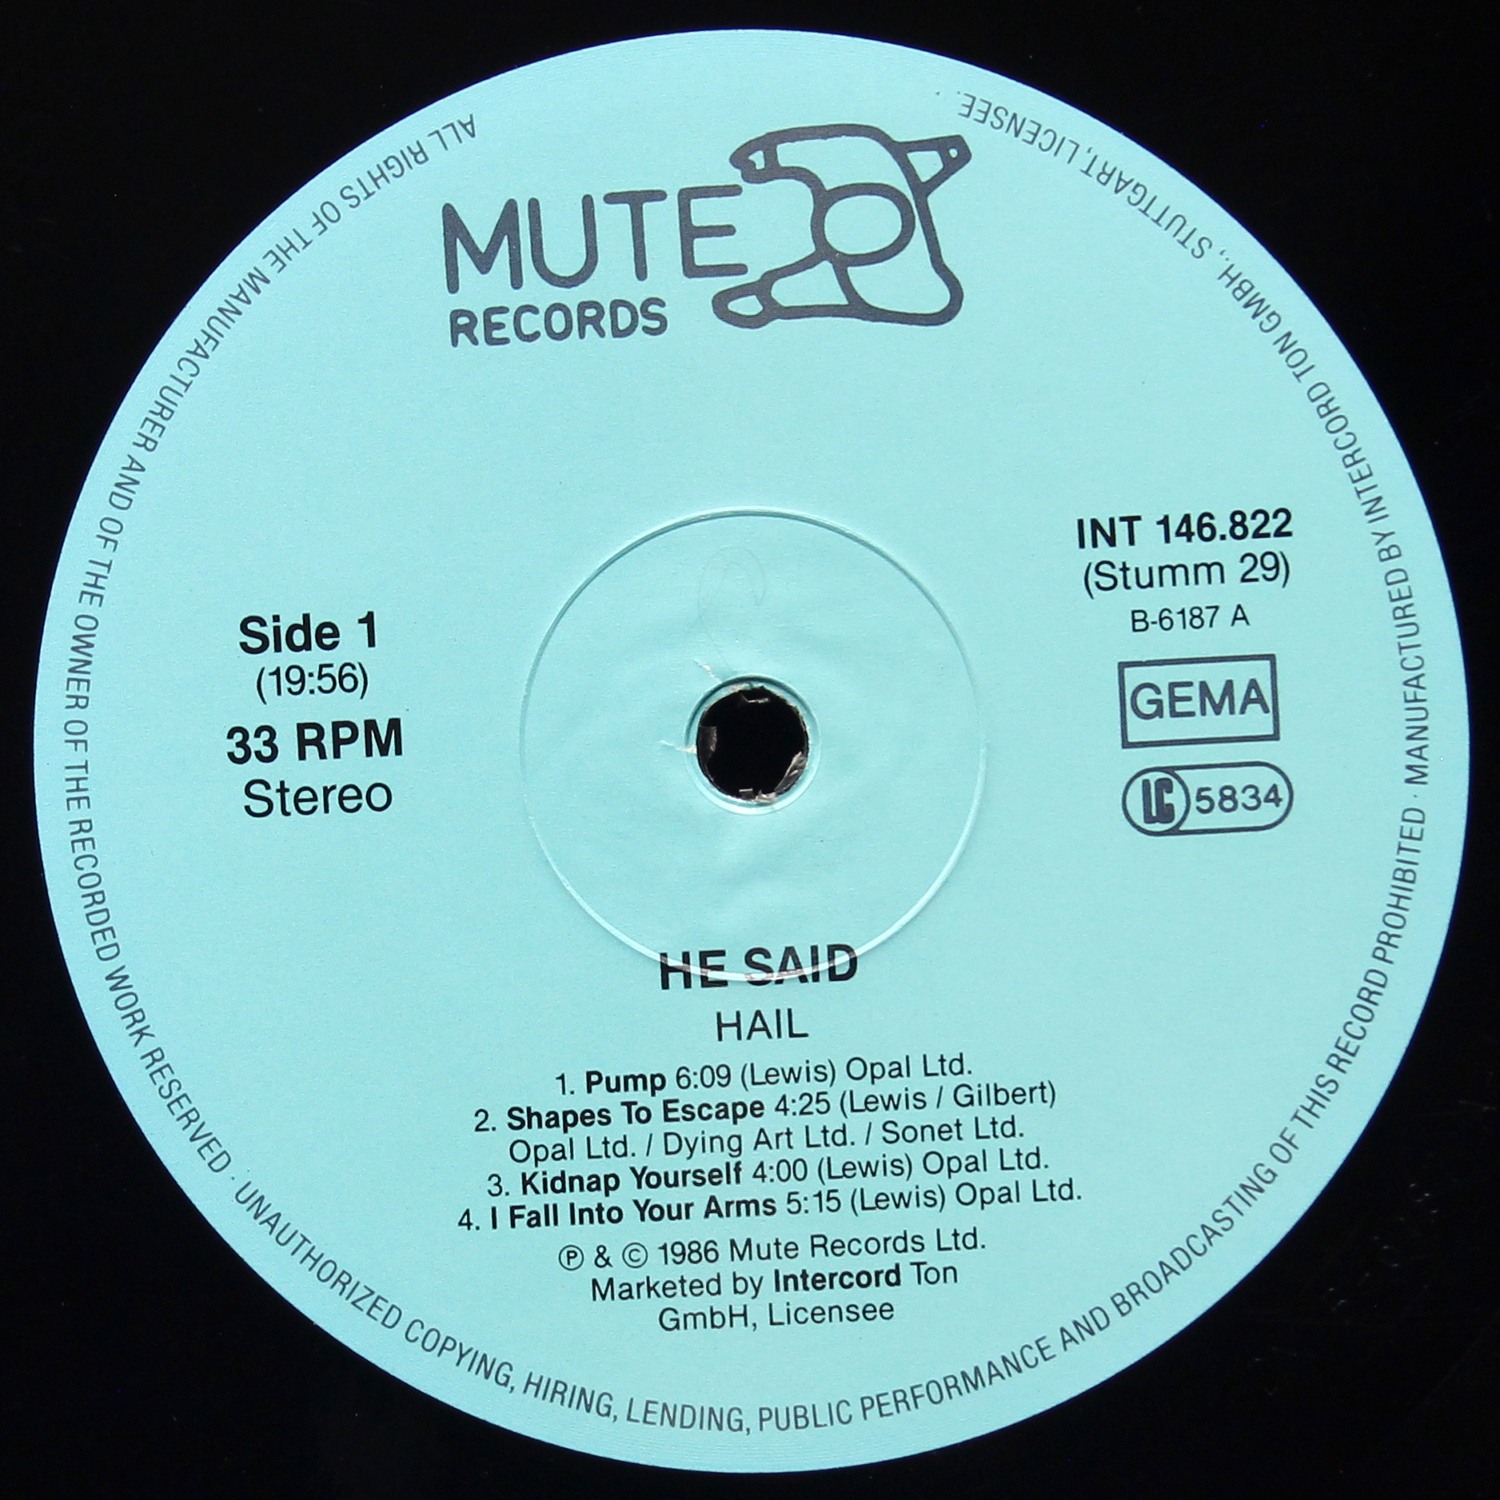 MUTE
RECORDS
INT 146.822
(Stumm 29)
B-6187 A
GEMA
LC 5834
Side 1
(19:56)
33 RPM
Stereo
HE SAID
HAIL
1. Pump 6:09 (Lewis) Opal Ltd.
2. Shapes To Escape 4:25 (Lewis / Gilbert)
Opal Ltd. / Dying Art Ltd. / Sonet Ltd.
3. Kidnap Yourself 4:00 (Lewis) Opal Ltd.
4. I Fall Into Your Arms 5:15 (Lewis) Opal Ltd.
℗ & © 1986 Mute Records Ltd.
Marketed by Intercord Ton
GmbH, Licensee
ALL RIGHTS OF THE MANUFACTURER AND OF THE OWNER OF THE RECORDED WORK RESERVED · UNAUTHORIZED COPYING, HIRING, LENDING, PUBLIC PERFORMANCE AND BROADCASTING OF THIS RECORD PROHIBITED · MANUFACTURED BY INTERCORD TON GMBH., STUTTGART, LICENSEE.